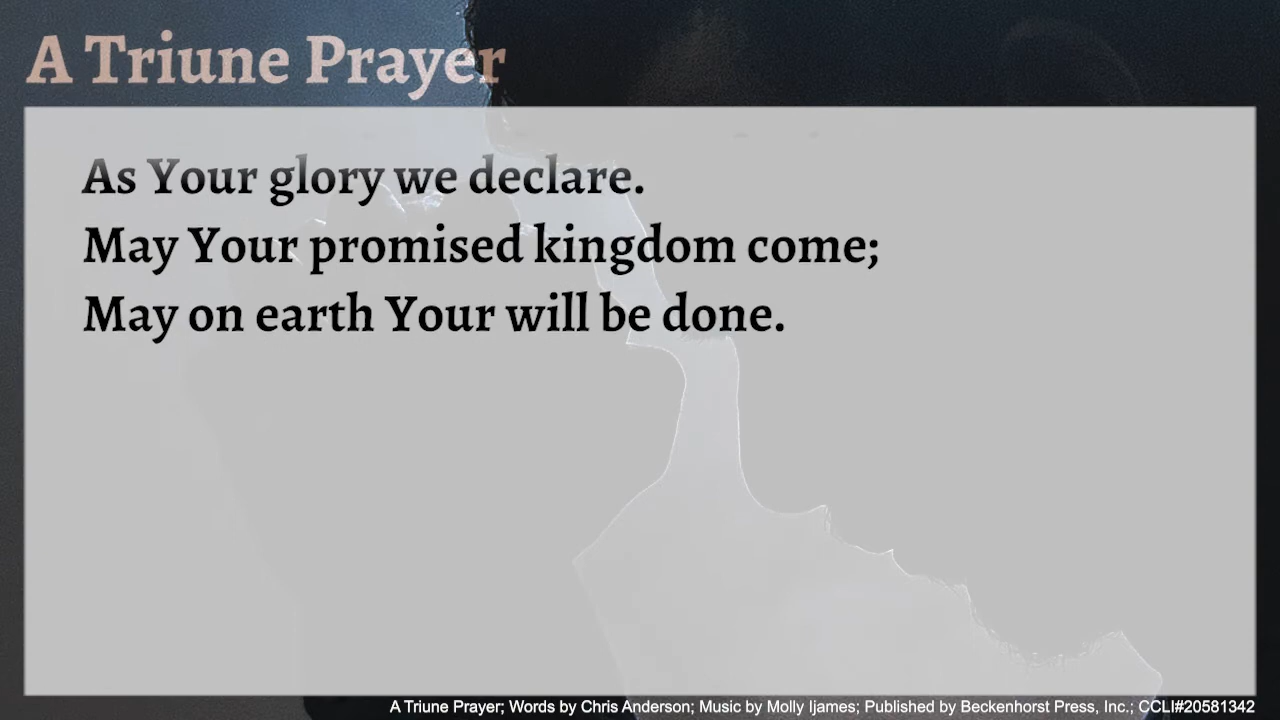 A Triune Prayer
As Your glory we declare.
May Your promised kingdom come;
May on earth Your will be done.
A Triune Prayer; Words by Chris Anderson; Music by Molly Ijames; Published by Beckenhorst Press, Inc.; CCLI#20581342